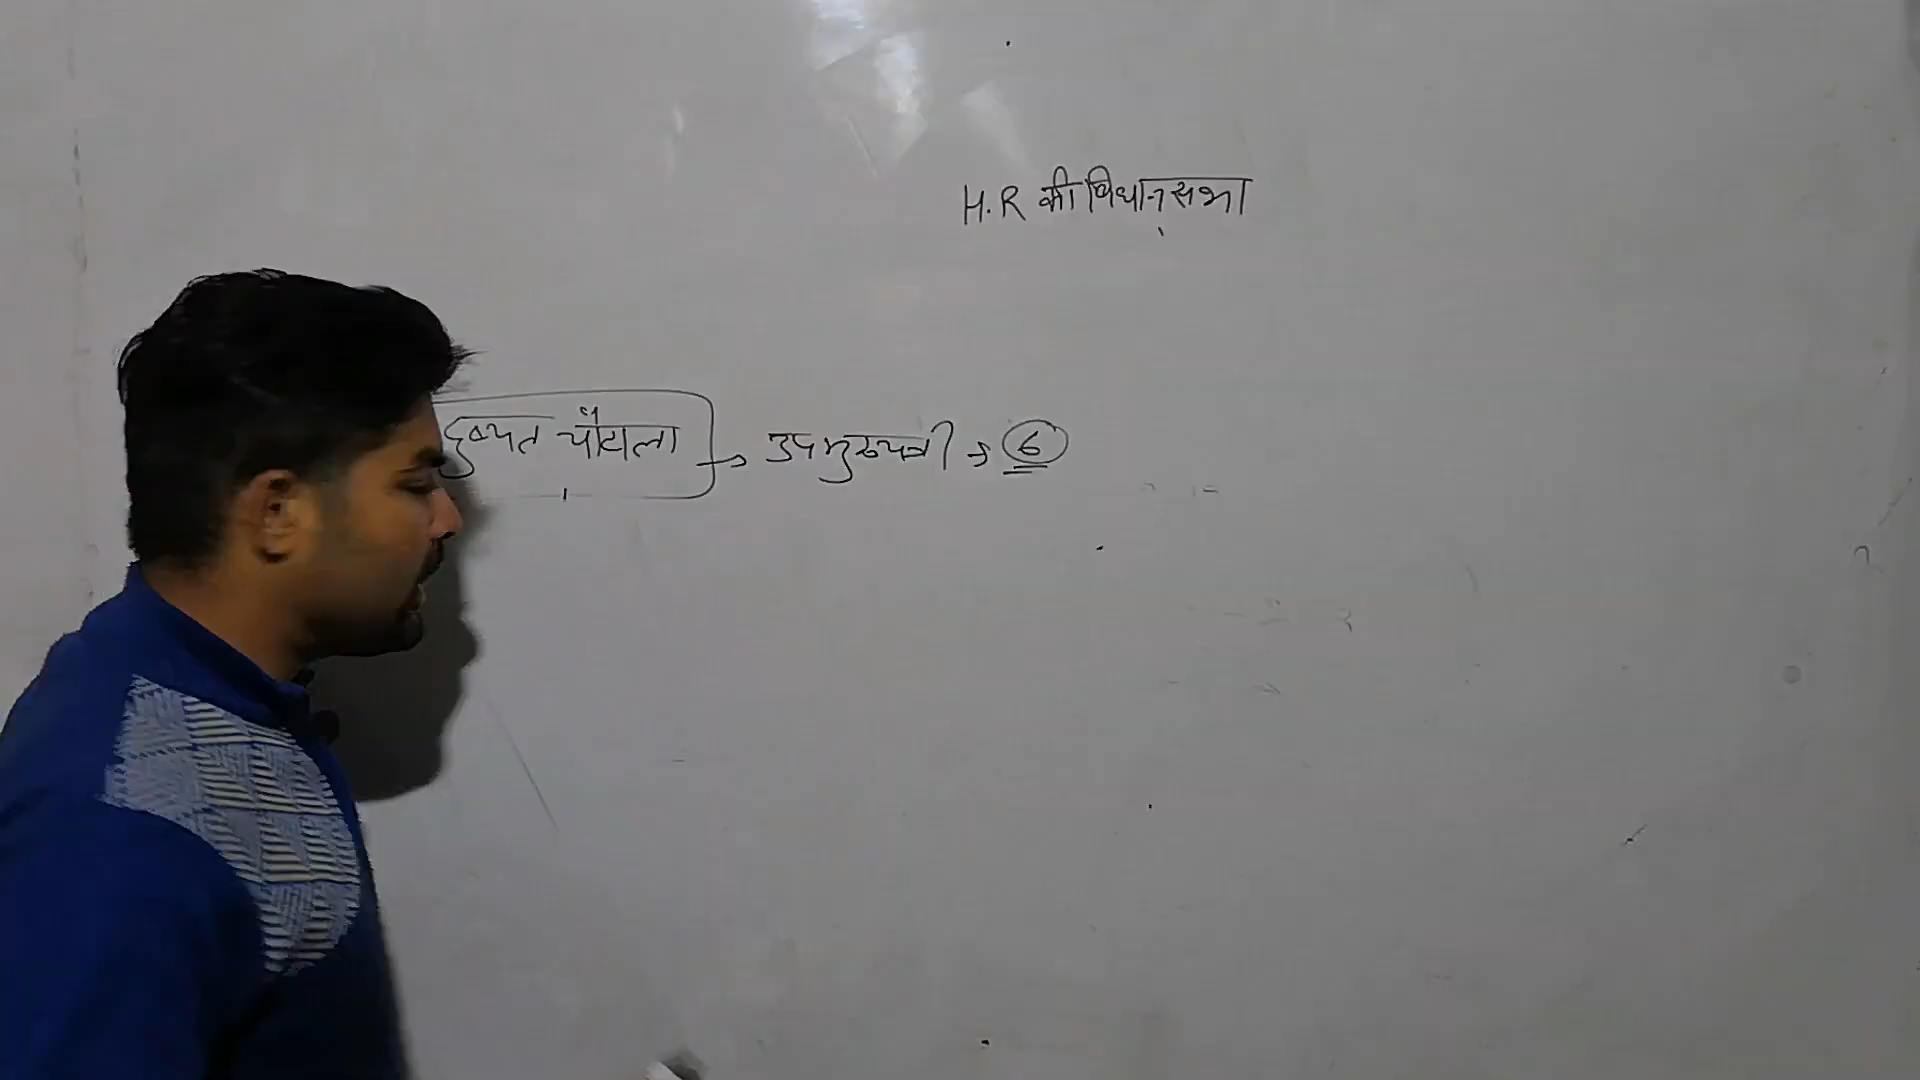 H.R की विधानसभा
दुष्यंत चौटाला → उपमुख्यमंत्री → 6